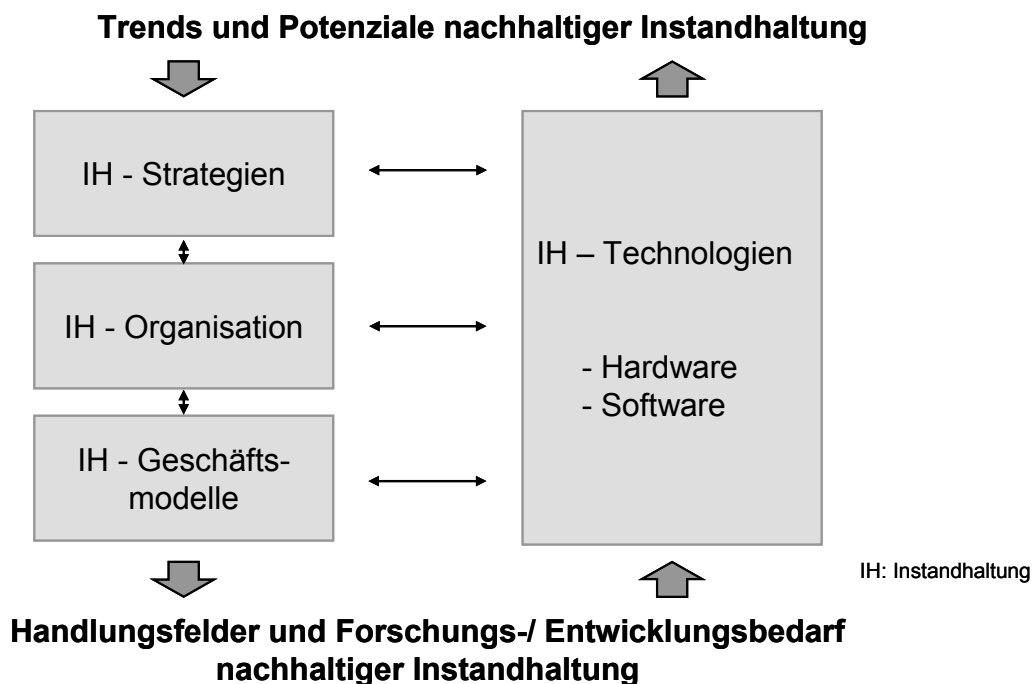 Trends und Potenziale nachhaltiger Instandhaltung
IH - Strategien
IH - Organisation
IH - Geschäfts-
modelle
IH – Technologien
- Hardware
- Software
IH: Instandhaltung
Handlungsfelder und Forschungs-/ Entwicklungsbedarf
nachhaltiger Instandhaltung